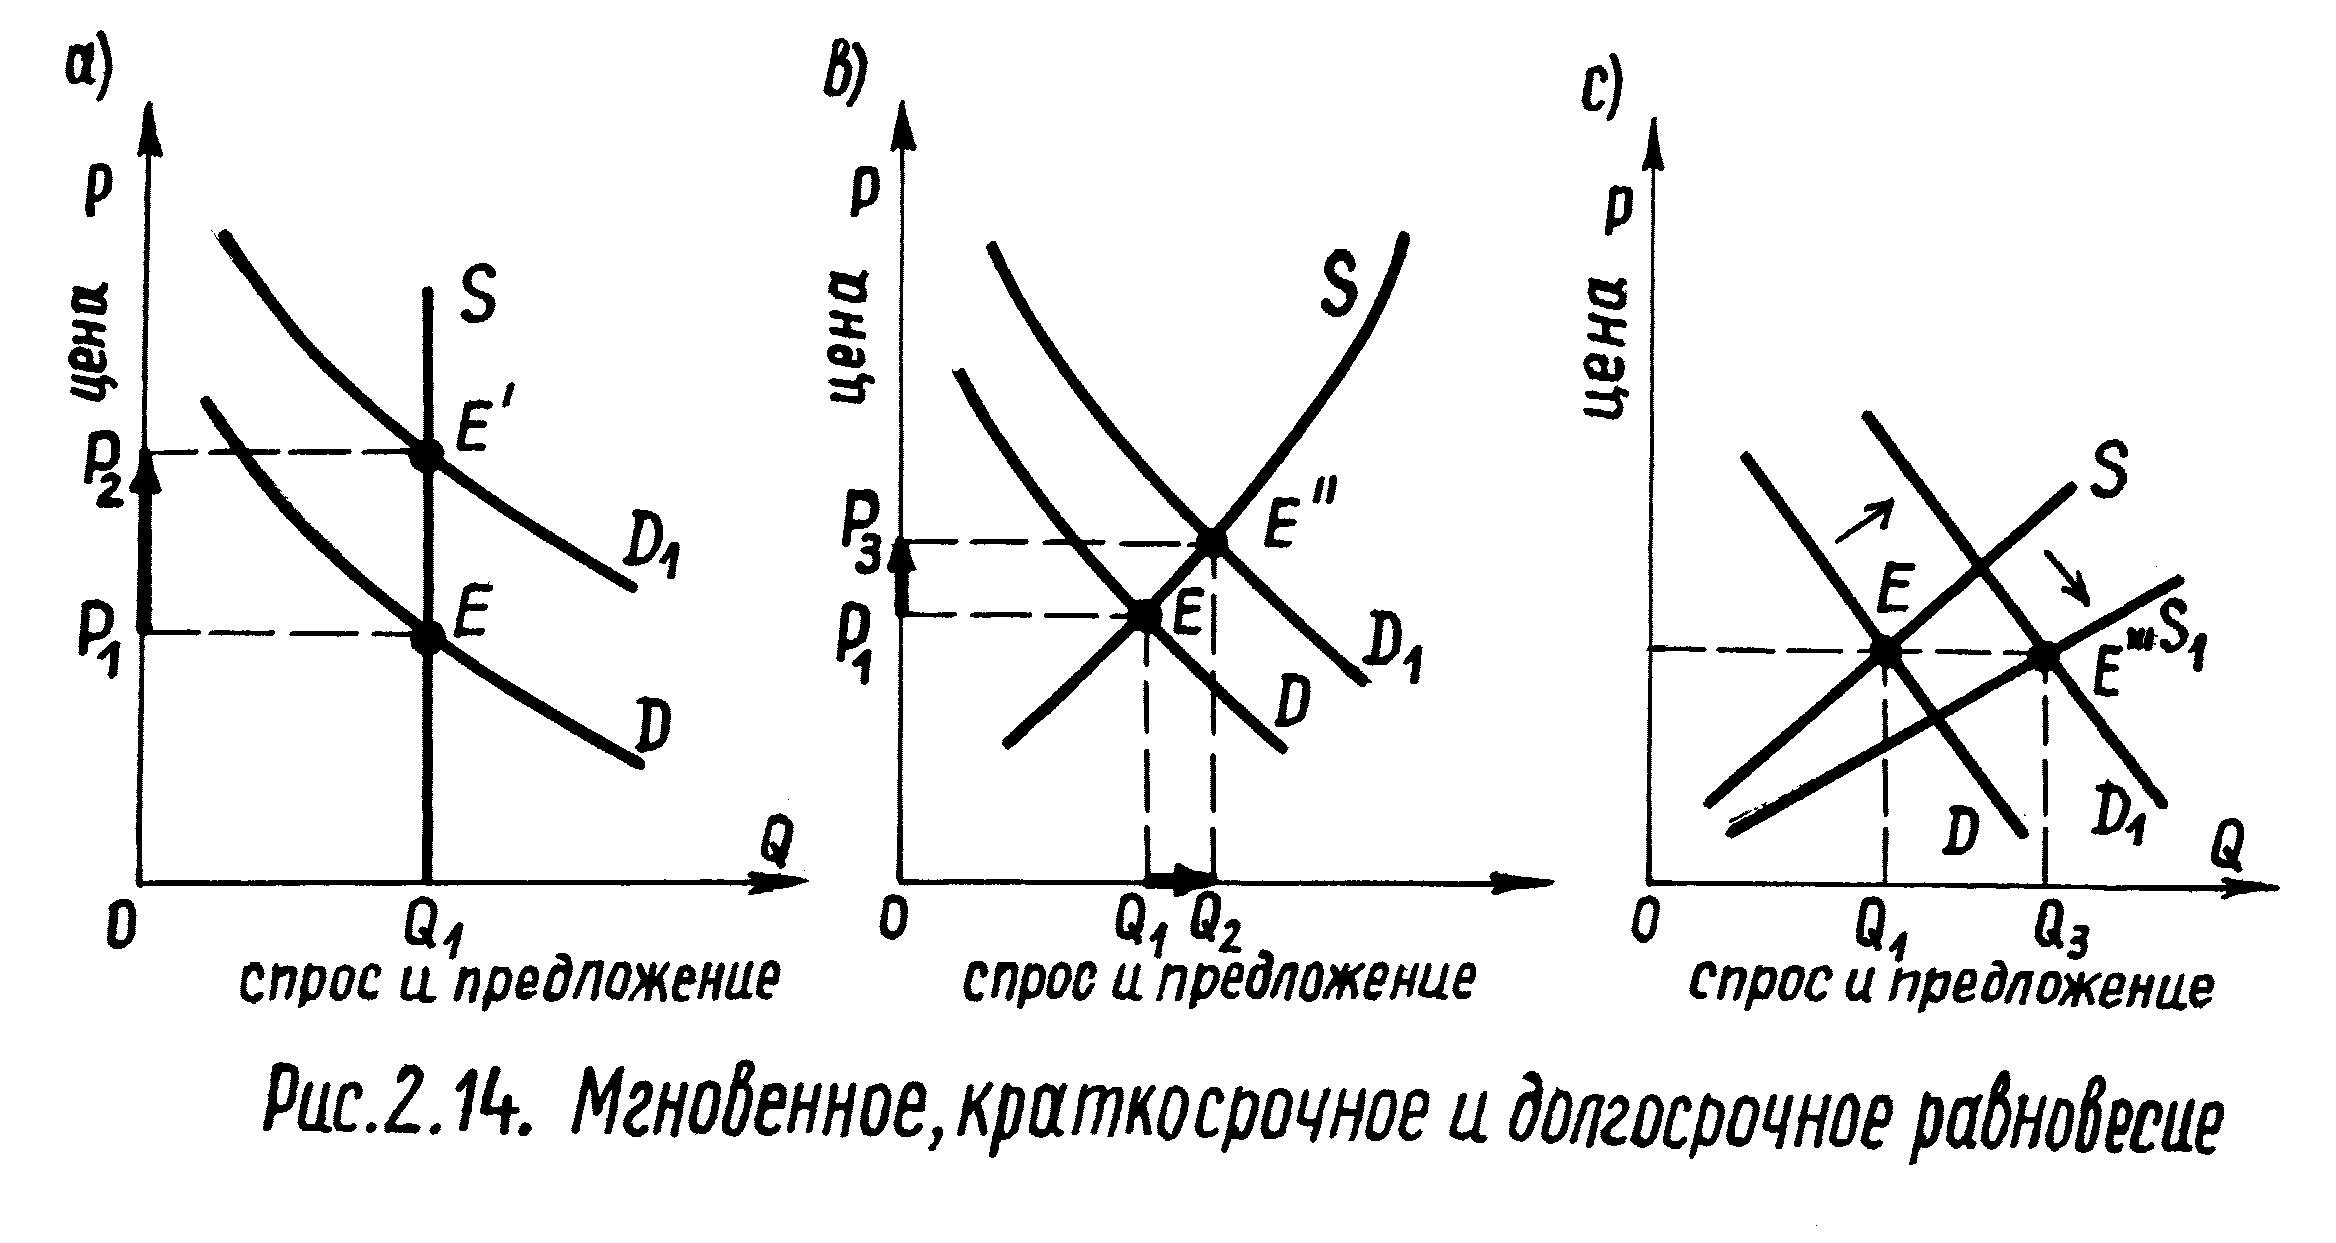 а)
P
цена
P2
P1
S
E'
E
D1
D
Q
0
Q1
спрос и предложение
в)
P
цена
P3
P1
S
E"
E
D1
D
0
Q1
Q2
спрос и предложение
с)
P
цена
S
E
E'''
S1
D
D1
Q
0
Q1
Q3
спрос и предложение
Рис.2.14. Мгновенное, краткосрочное и долгосрочное равновесие